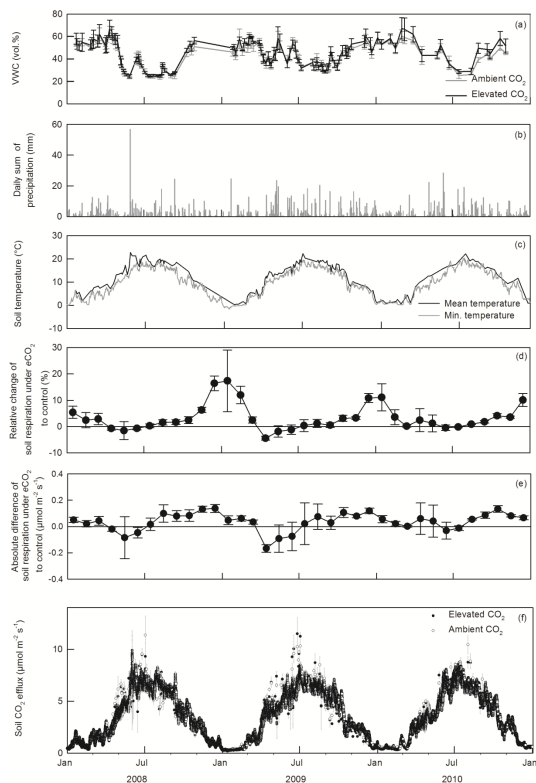 (a)
VWC (vol.%)
80
60
40
20
0
Ambient CO2
Elevated CO2
(b)
Daily sum of
precipitation (mm)
60
40
20
0
(c)
Soil temperature (°C)
30
20
10
0
-10
Mean temperature
Min. temperature
(d)
Relative change of
soil respiration under eCO2
to control (%)
40
30
20
10
0
-10
(e)
Absolute difference of
soil respiration under eCO2
to control (µmol m-2 s-1)
0.4
0.2
0.0
-0.2
-0.4
(f)
Soil CO2 efflux (µmol m-2 s-1)
10
5
0
Elevated CO2
Ambient CO2
Jan Jul Jan Jul Jan Jul Jan
2008 2009 2010